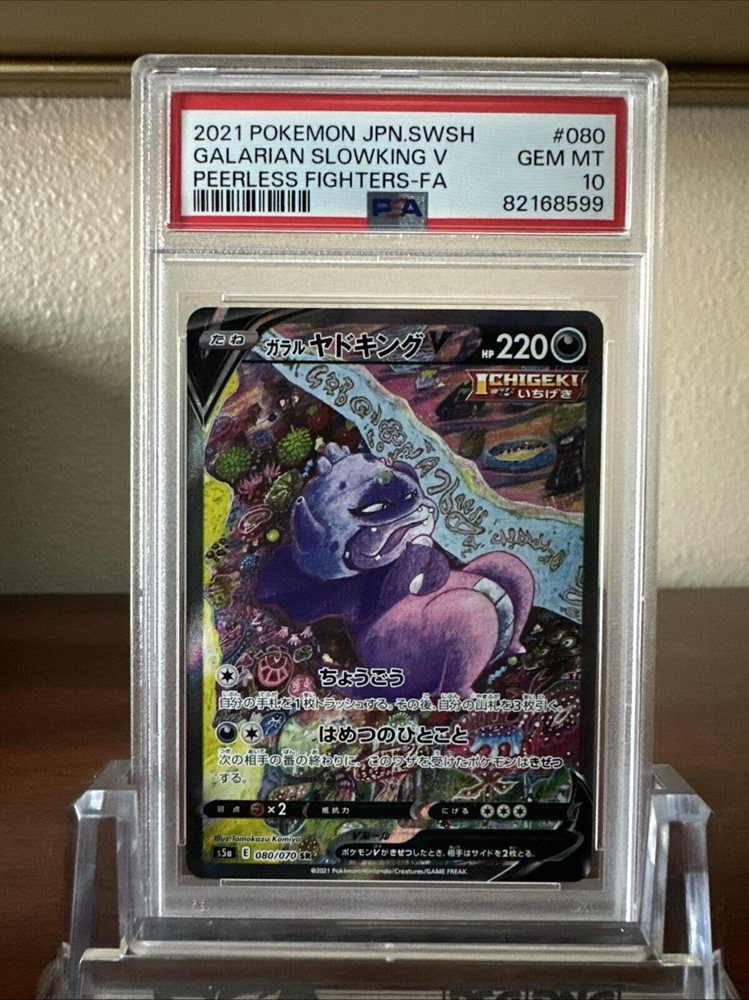 2021 POKEMON JPN.SWSH #080
GALARIAN SLOWKING V GEM MT
PEERLESS FIGHTERS-FA 10
PSA 82168599
たね ガラル ヤドキングV HP 220
ICHIGEKI
いちげき
ちょうごう
自分の手札を1枚トラッシュする。その後、自分の山札を3枚引く。
はめつのひとこと
次の相手の番の終わりに、このワザを受けたポケモンはきぜつ
する。
弱点 ×2 抵抗力 にげる
Vルール
Illus. Tomokazu Komiya
ポケモンVがきぜつしたとき、相手はサイドを2枚とる。
s5a E 080/070 SR
©2021 Pokémon/Nintendo/Creatures/GAME FREAK.